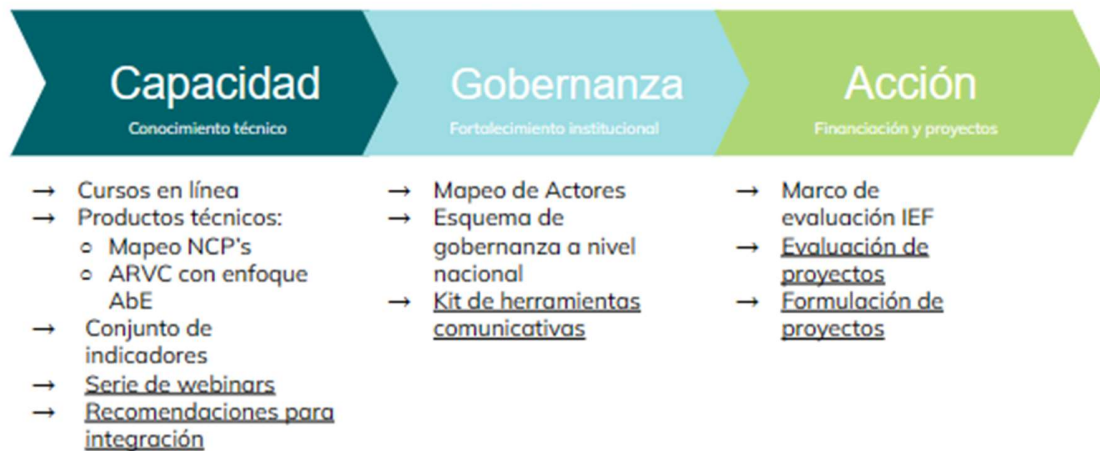 Capacidad
Conocimiento técnico
→ Cursos en línea
→ Productos técnicos:
○ Mapeo NCP's
○ ARVC con enfoque
AbE
→ Conjunto de
indicadores
→ Serie de webinars
→ Recomendaciones para
integración
Gobernanza
Fortalecimiento institucional
→ Mapeo de Actores
→ Esquema de
gobernanza a nivel
nacional
→ Kit de herramientas
comunicativas
Acción
Financiación y proyectos
→ Marco de
evaluación IEF
→ Evaluación de
proyectos
→ Formulación de
proyectos